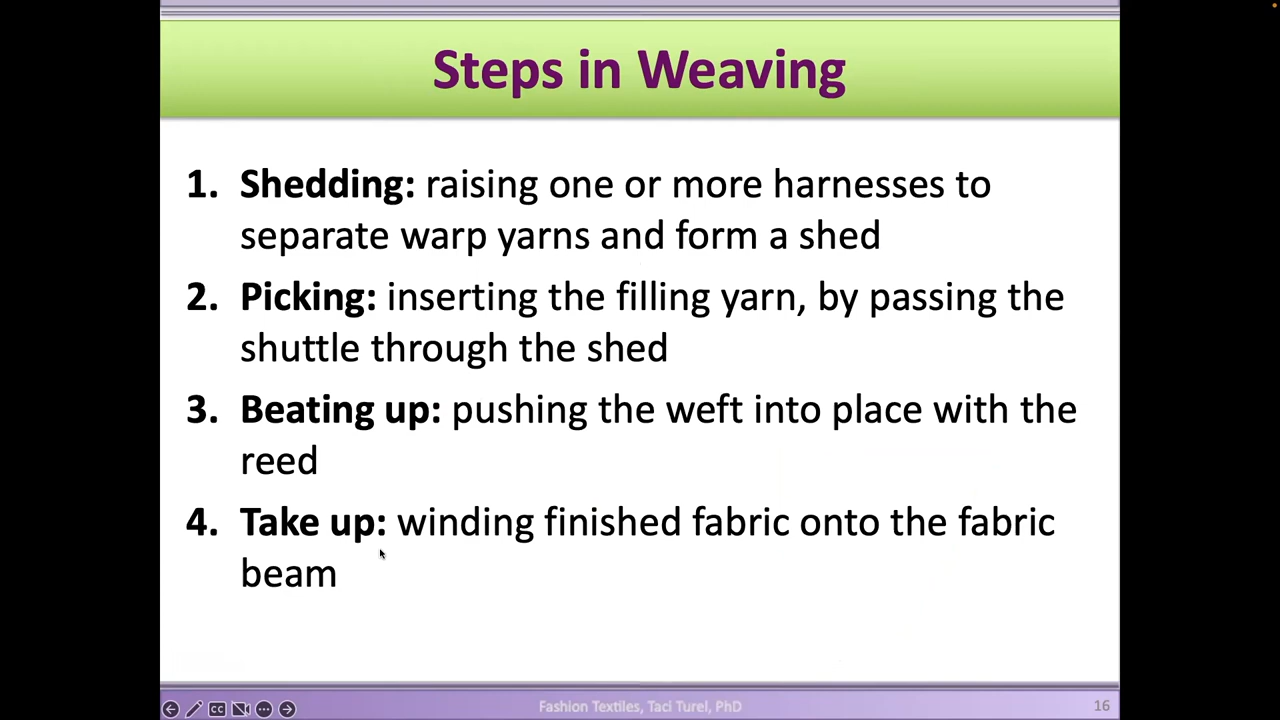 Steps in Weaving
1. Shedding: raising one or more harnesses to
separate warp yarns and form a shed
2. Picking: inserting the filling yarn, by passing the
shuttle through the shed
3. Beating up: pushing the weft into place with the
reed
4. Take up: winding finished fabric onto the fabric
beam
CC
Fashion Textiles, Taci Turel, PhD
16